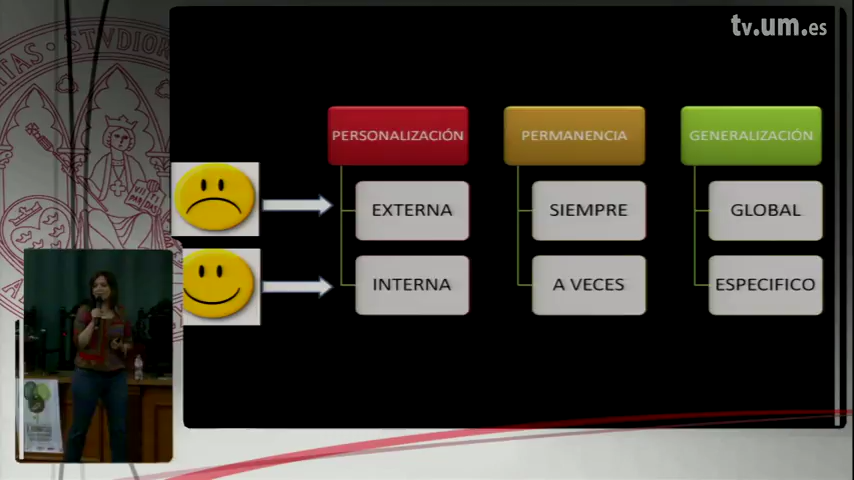 tv.um.es
PERSONALIZACIÓN
PERMANENCIA
GENERALIZACIÓN
EXTERNA
SIEMPRE
GLOBAL
INTERNA
A VECES
ESPECIFICO